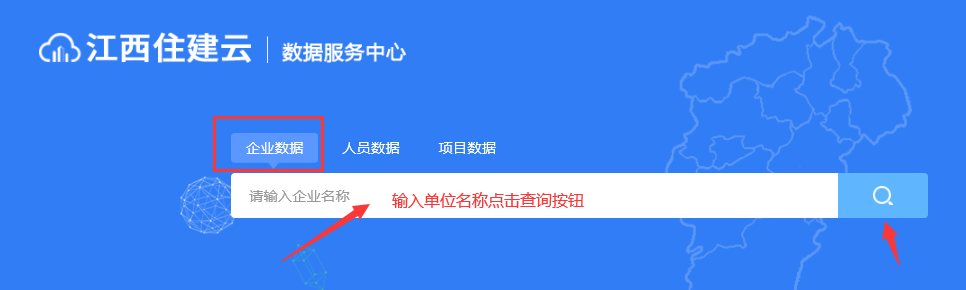 江西住建云 数据服务中心
企业数据 人员数据 项目数据
请输入企业名称 输入单位名称点击查询按钮